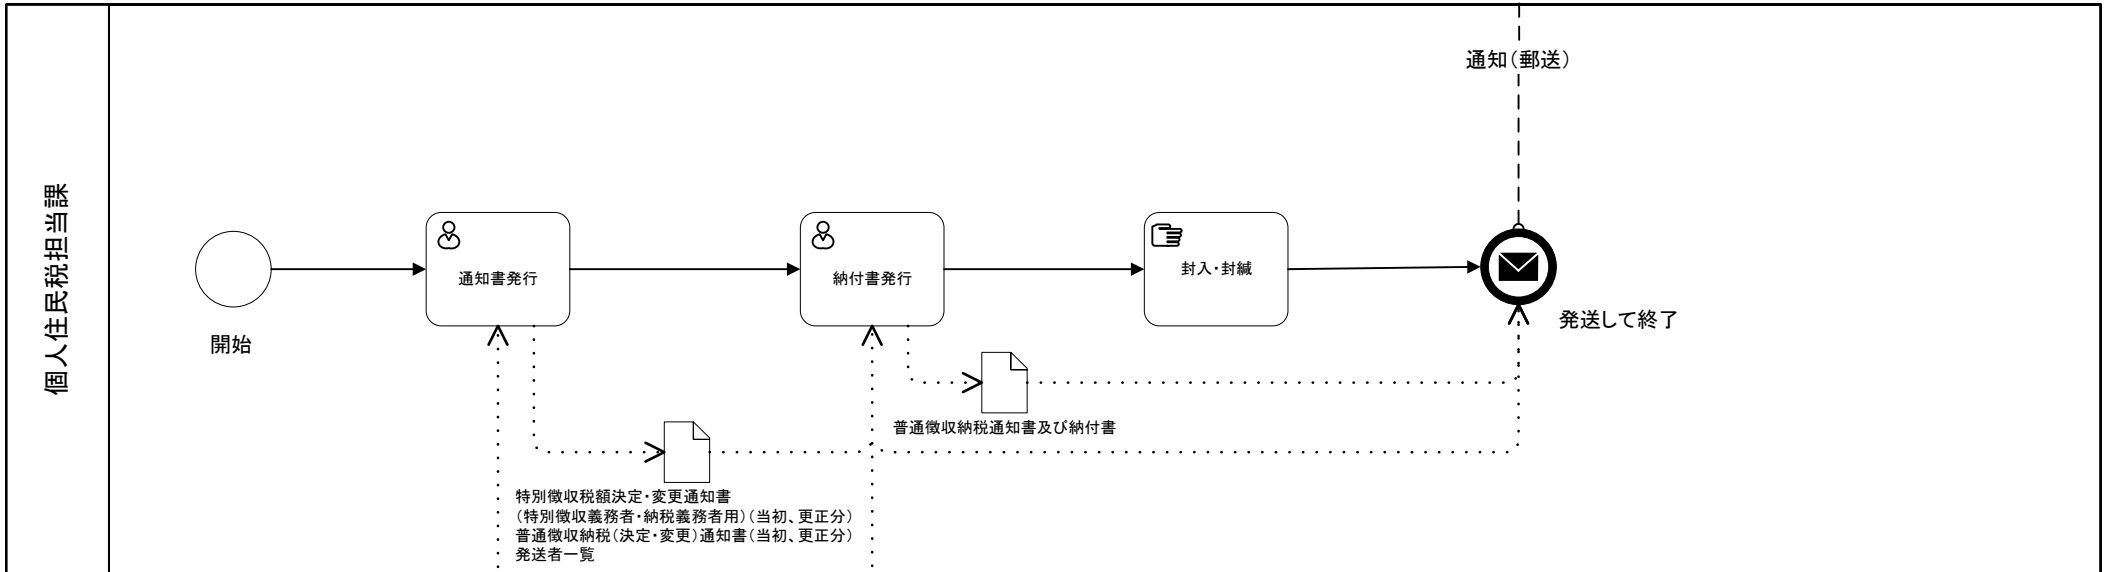 個人住民税担当課
通知（郵送）
開始
通知書発行
納付書発行
封入・封緘
発送して終了
普通徴収納税通知書及び納付書
特別徴収税額決定・変更通知書
（特別徴収義務者・納税義務者用）（当初、更正分）
普通徴収納税（決定・変更）通知書（当初、更正分）
発送者一覧